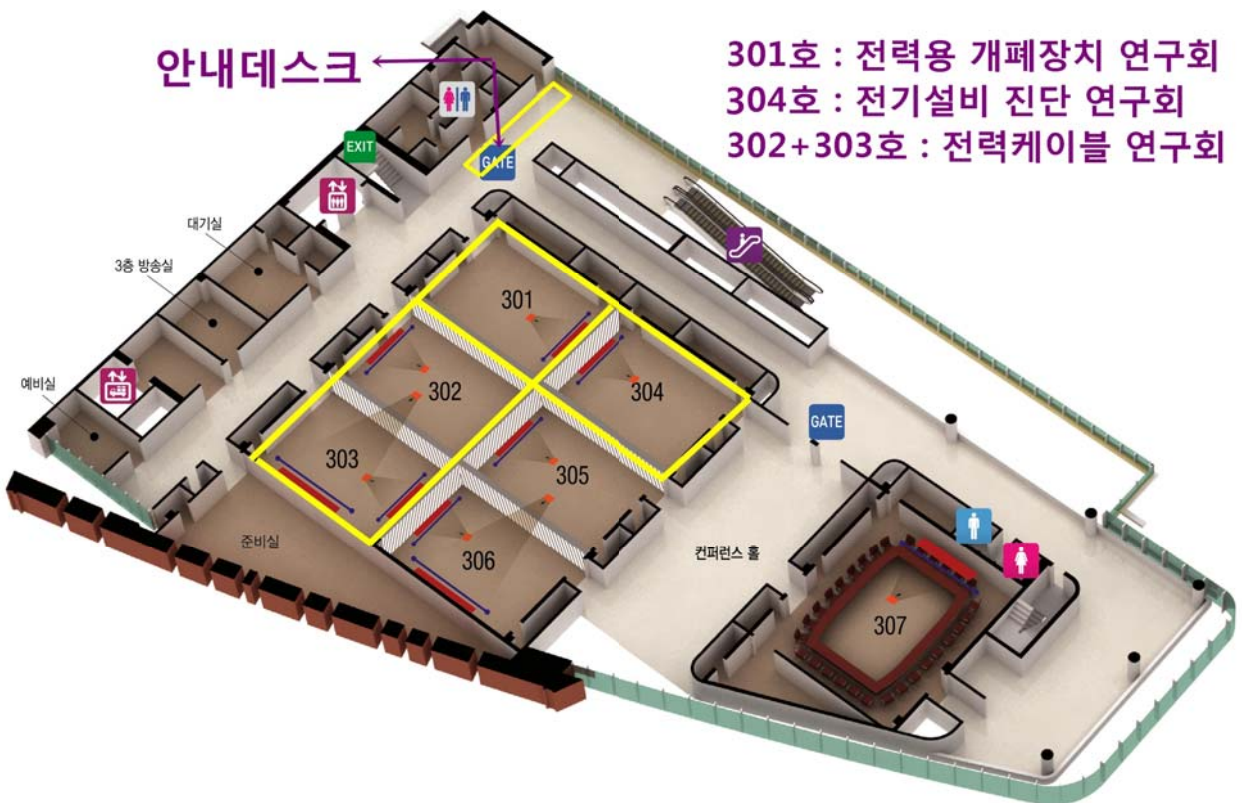 안내데스크
301호 : 전력용 개폐장치 연구회
304호 : 전기설비 진단 연구회
302+303호 : 전력케이블 연구회
EXIT
GATE
대기실
3층 방송실
예비실
301
302
304
303
305
306
GATE
준비실
컨퍼런스 홀
307